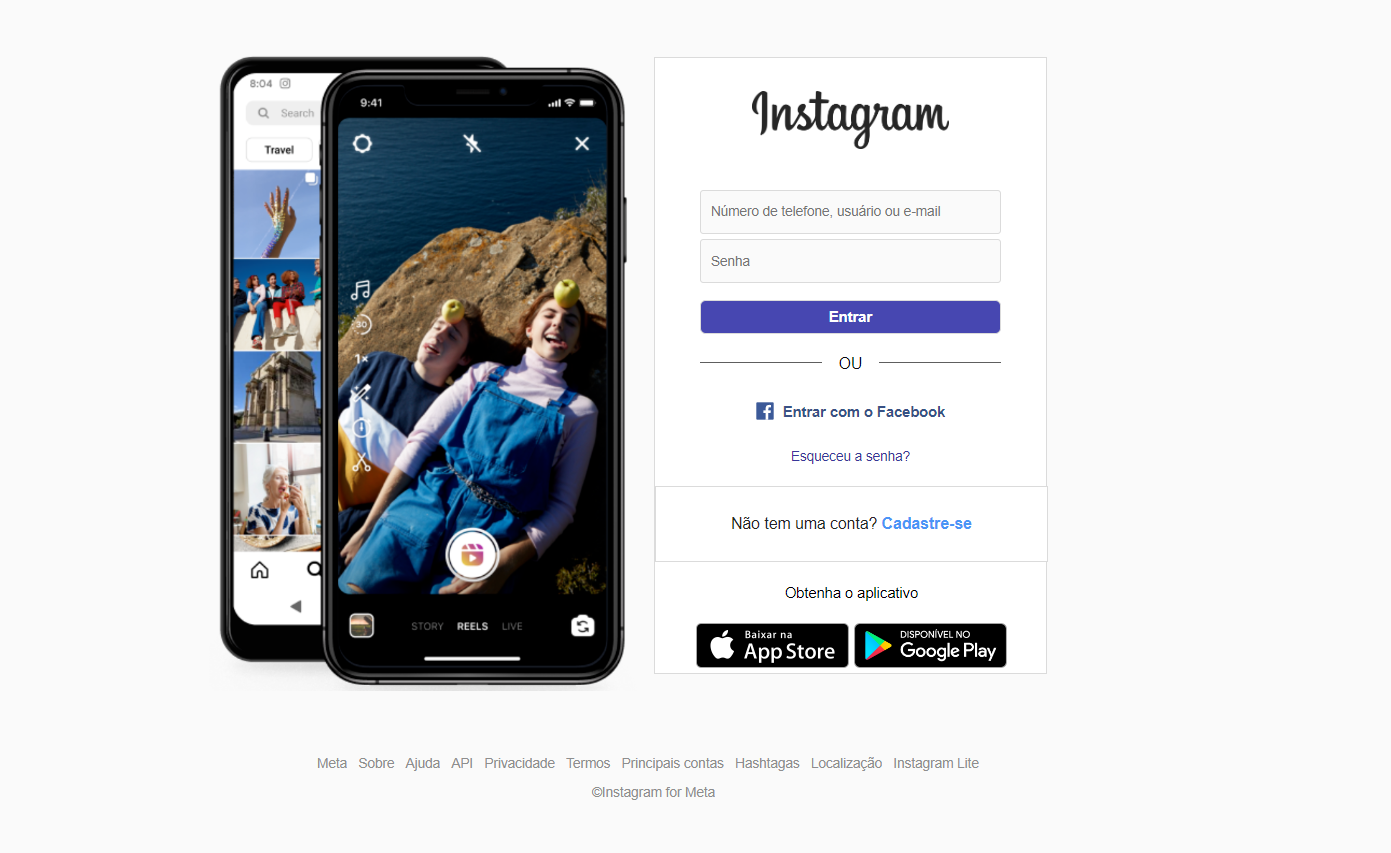 8:04
Search
Travel
9:41
30
1x
STORY REELS LIVE
Instagram
Número de telefone, usuário ou e-mail
Senha
Entrar
OU
Entrar com o Facebook
Esqueceu a senha?
Não tem uma conta? Cadastre-se
Obtenha o aplicativo
Baixar na
App Store
DISPONÍVEL NO
Google Play
Meta Sobre Ajuda API Privacidade Termos Principais contas Hashtagas Localização Instagram Lite
©Instagram for Meta